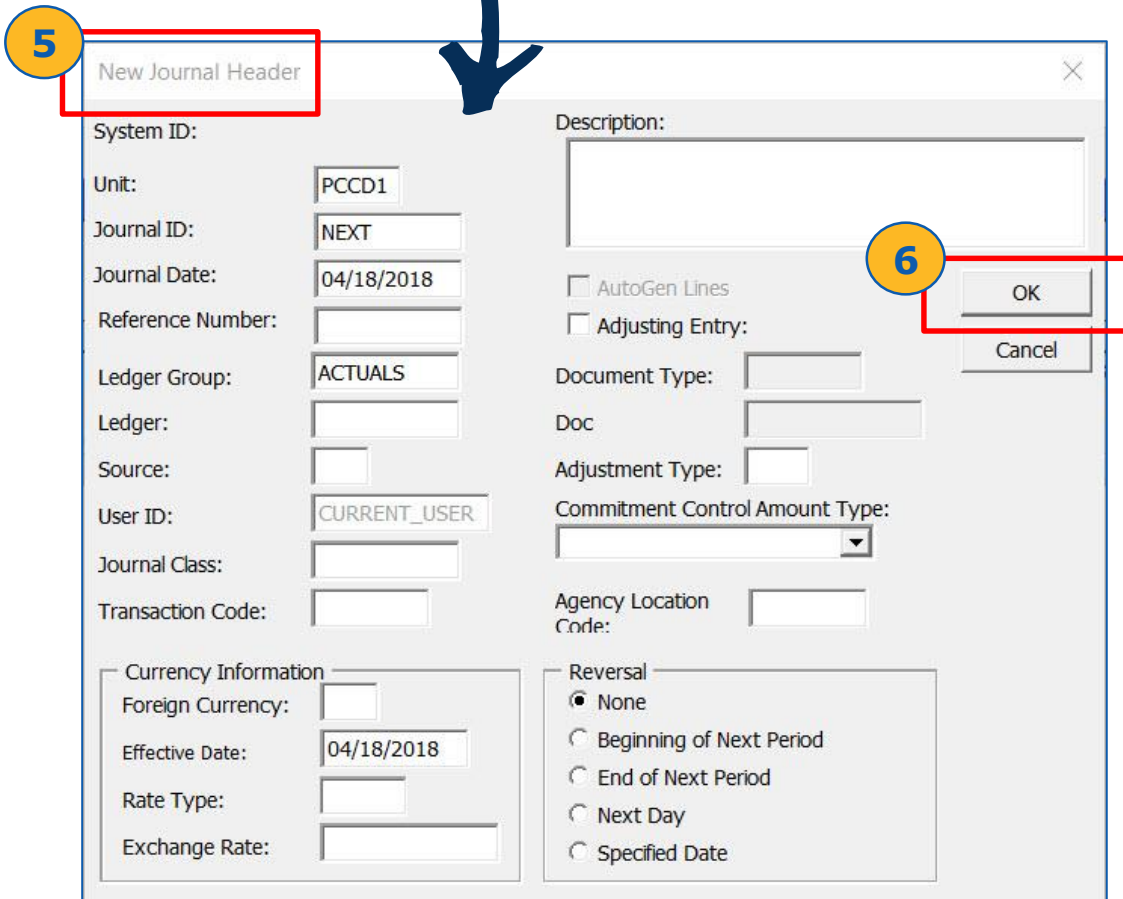 5
New Journal Header
System ID:
Unit: PCCD1
Journal ID: NEXT
Journal Date: 04/18/2018
Reference Number:
Ledger Group: ACTUALS
Ledger:
Source:
User ID: CURRENT_USER
Journal Class:
Transaction Code:
Currency Information
Foreign Currency:
Effective Date: 04/18/2018
Rate Type:
Exchange Rate:
Description:
6
AutoGen Lines
OK
Adjusting Entry:
Cancel
Document Type:
Doc
Adjustment Type:
Commitment Control Amount Type:
Agency Location
Code:
Reversal
None
Beginning of Next Period
End of Next Period
Next Day
Specified Date